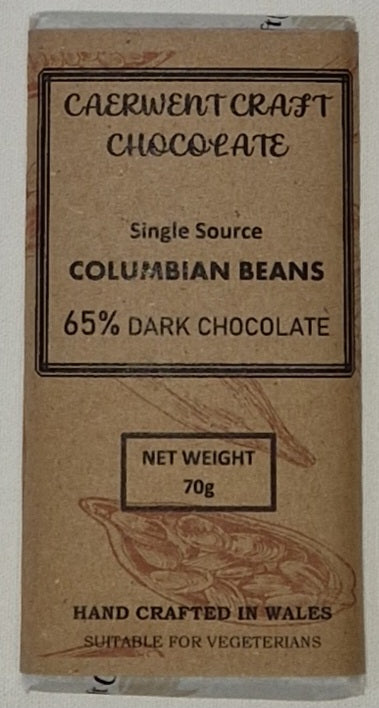 CAERWENT CRAFT
CHOCOLATE
Single Source
COLUMBIAN BEANS
65% DARK CHOCOLATE
NET WEIGHT
70g
HAND CRAFTED IN WALES
SUITABLE FOR VEGETERIANS